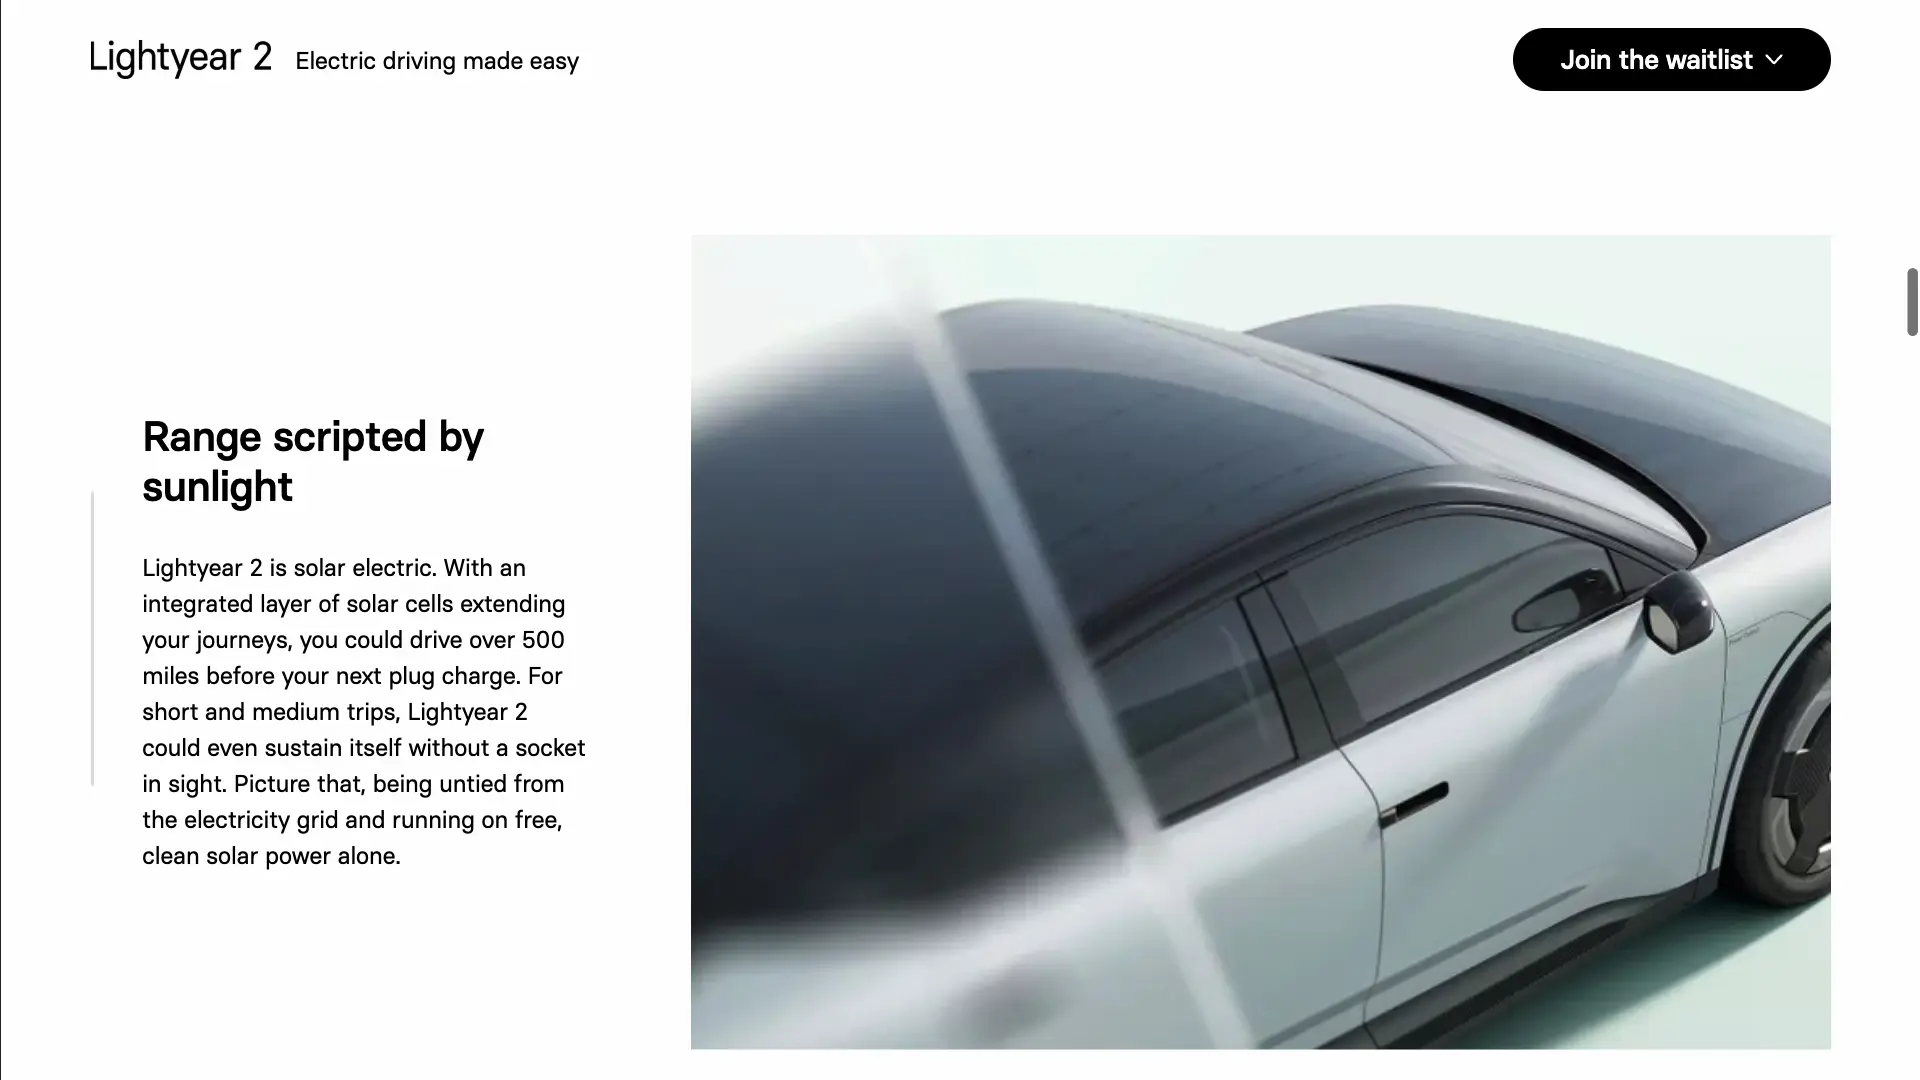 Lightyear 2 Electric driving made easy
Join the waitlist
Range scripted by
sunlight
Lightyear 2 is solar electric. With an
integrated layer of solar cells extending
your journeys, you could drive over 500
miles before your next plug charge. For
short and medium trips, Lightyear 2
could even sustain itself without a socket
in sight. Picture that, being untied from
the electricity grid and running on free,
clean solar power alone.